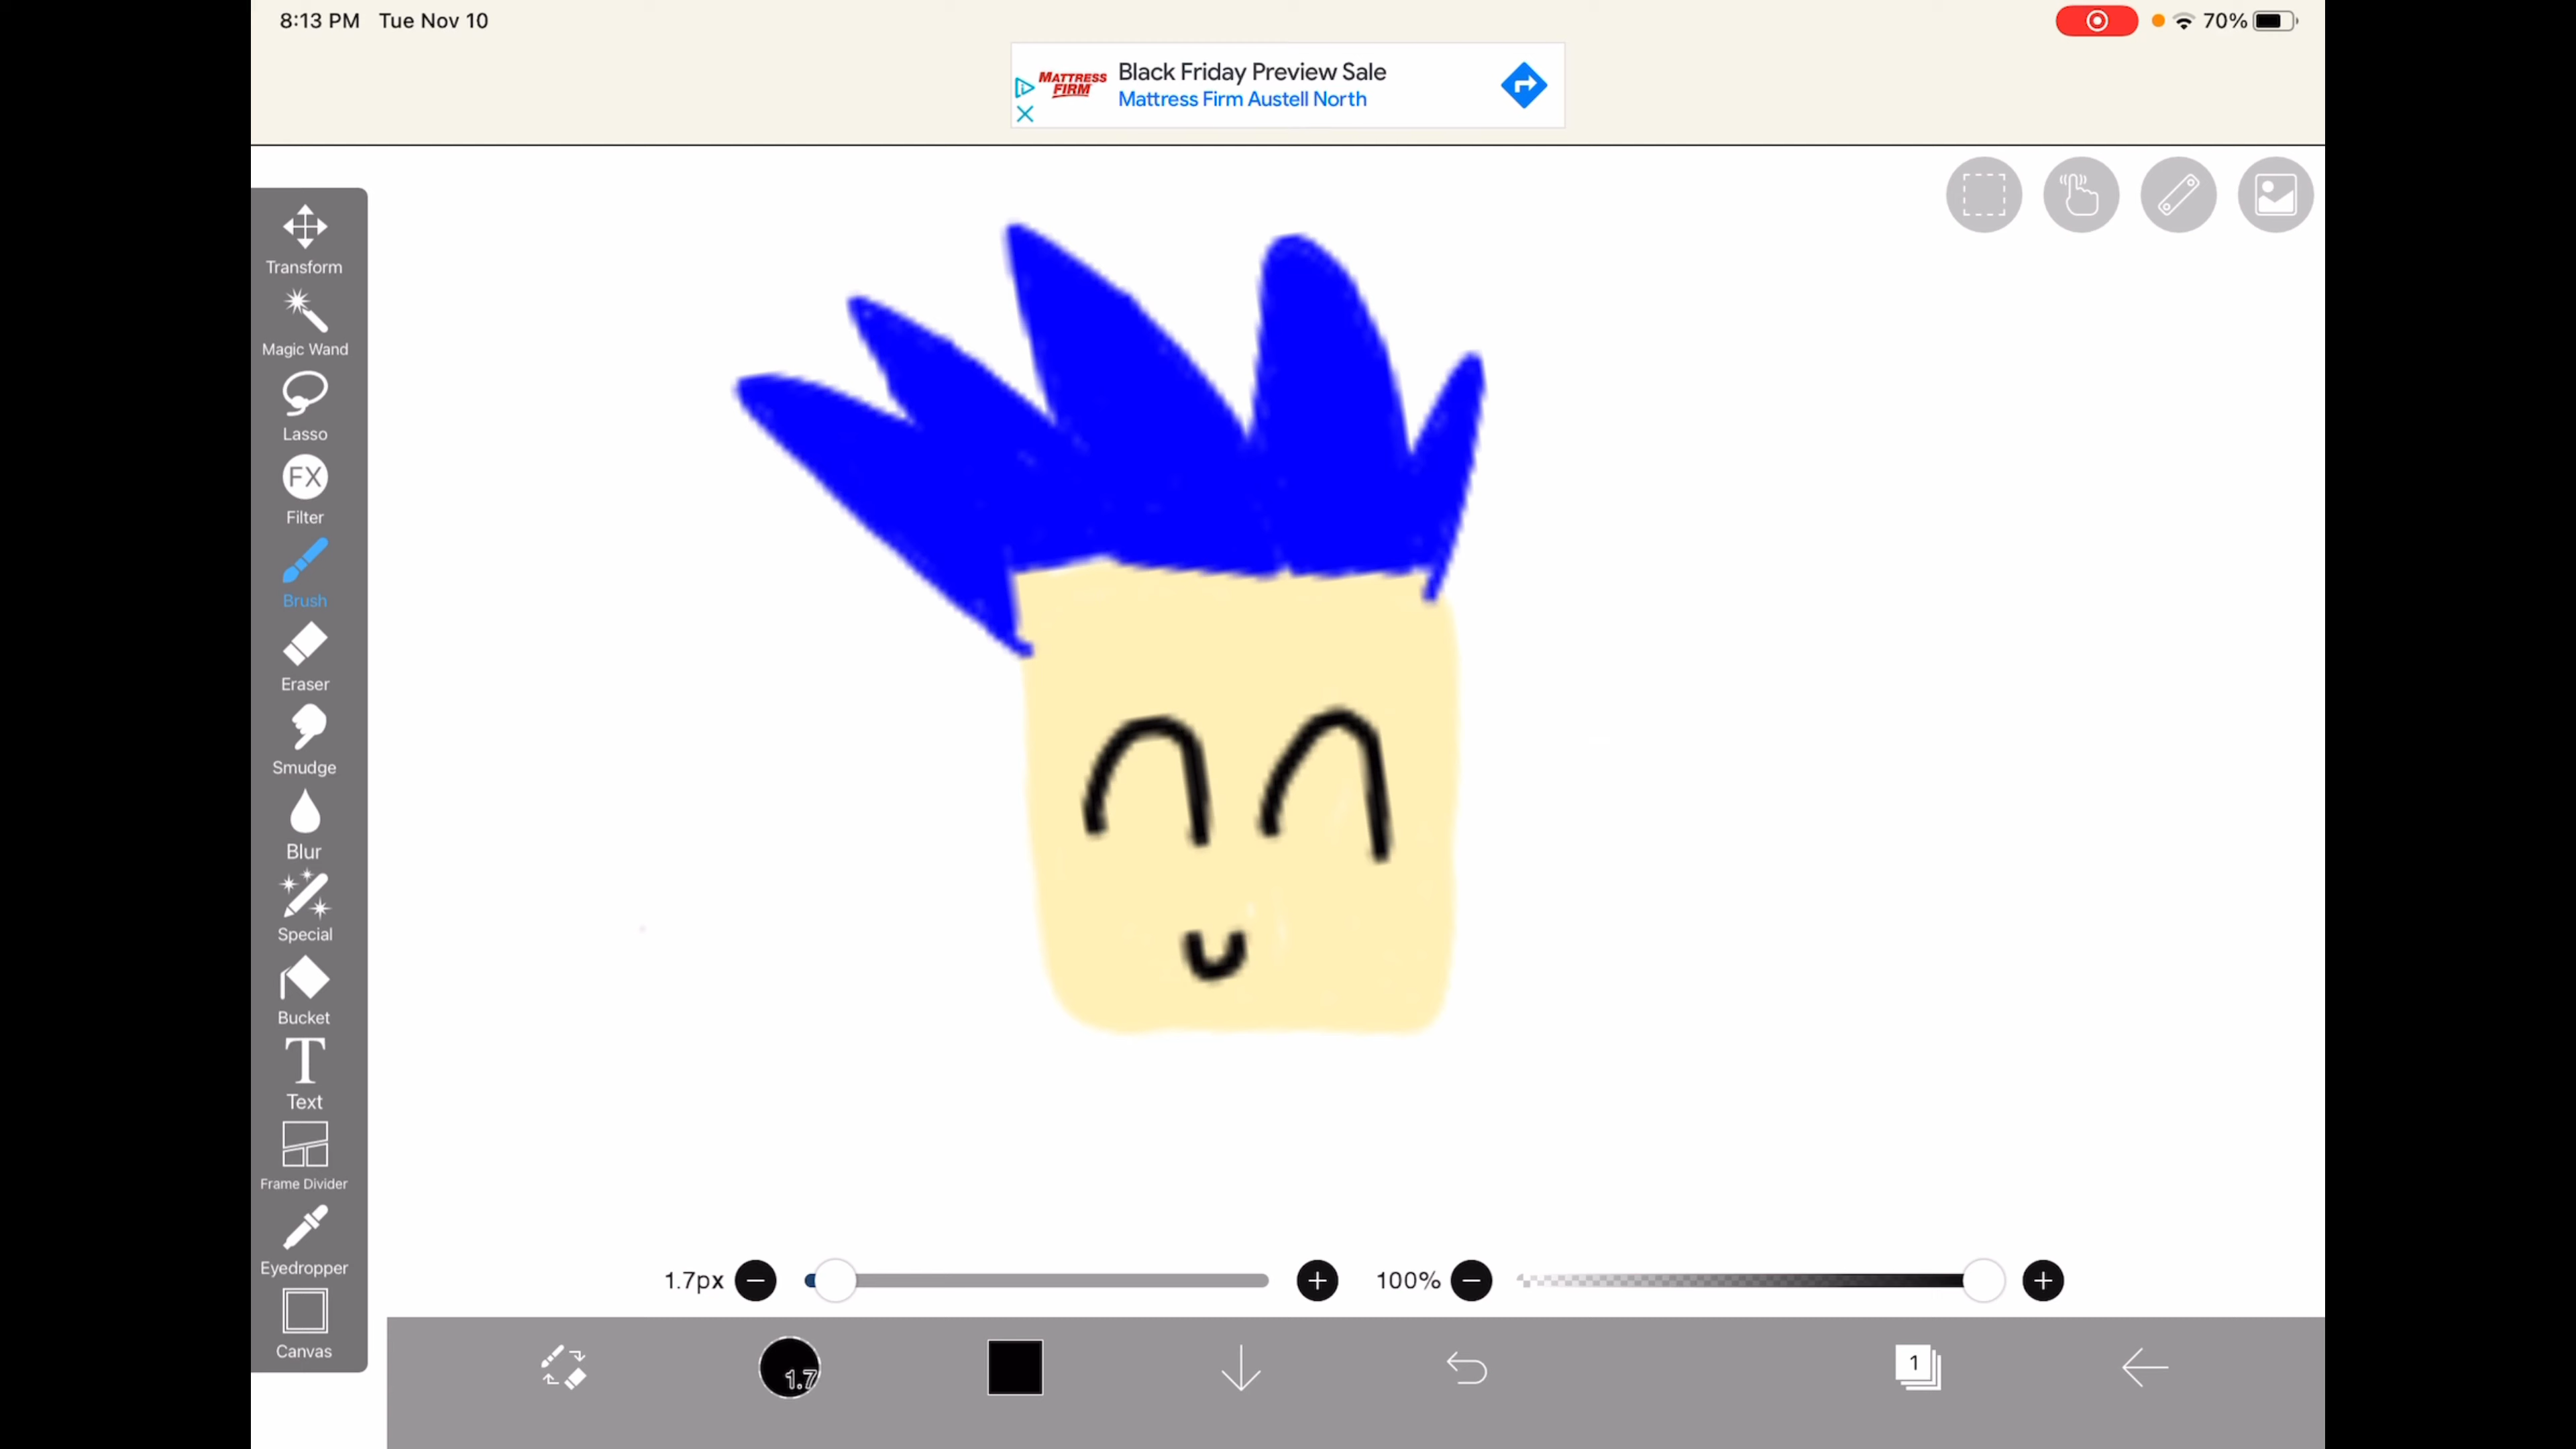 8:13 PM Tue Nov 10
70%
MATTRESS
FIRM
Black Friday Preview Sale
Mattress Firm Austell North
Transform
Magic Wand
Lasso
FX
Filter
Brush
Eraser
Smudge
Blur
Special
Bucket
T
Text
Frame Divider
Eyedropper
Canvas
1.7px
100%
1.7
1